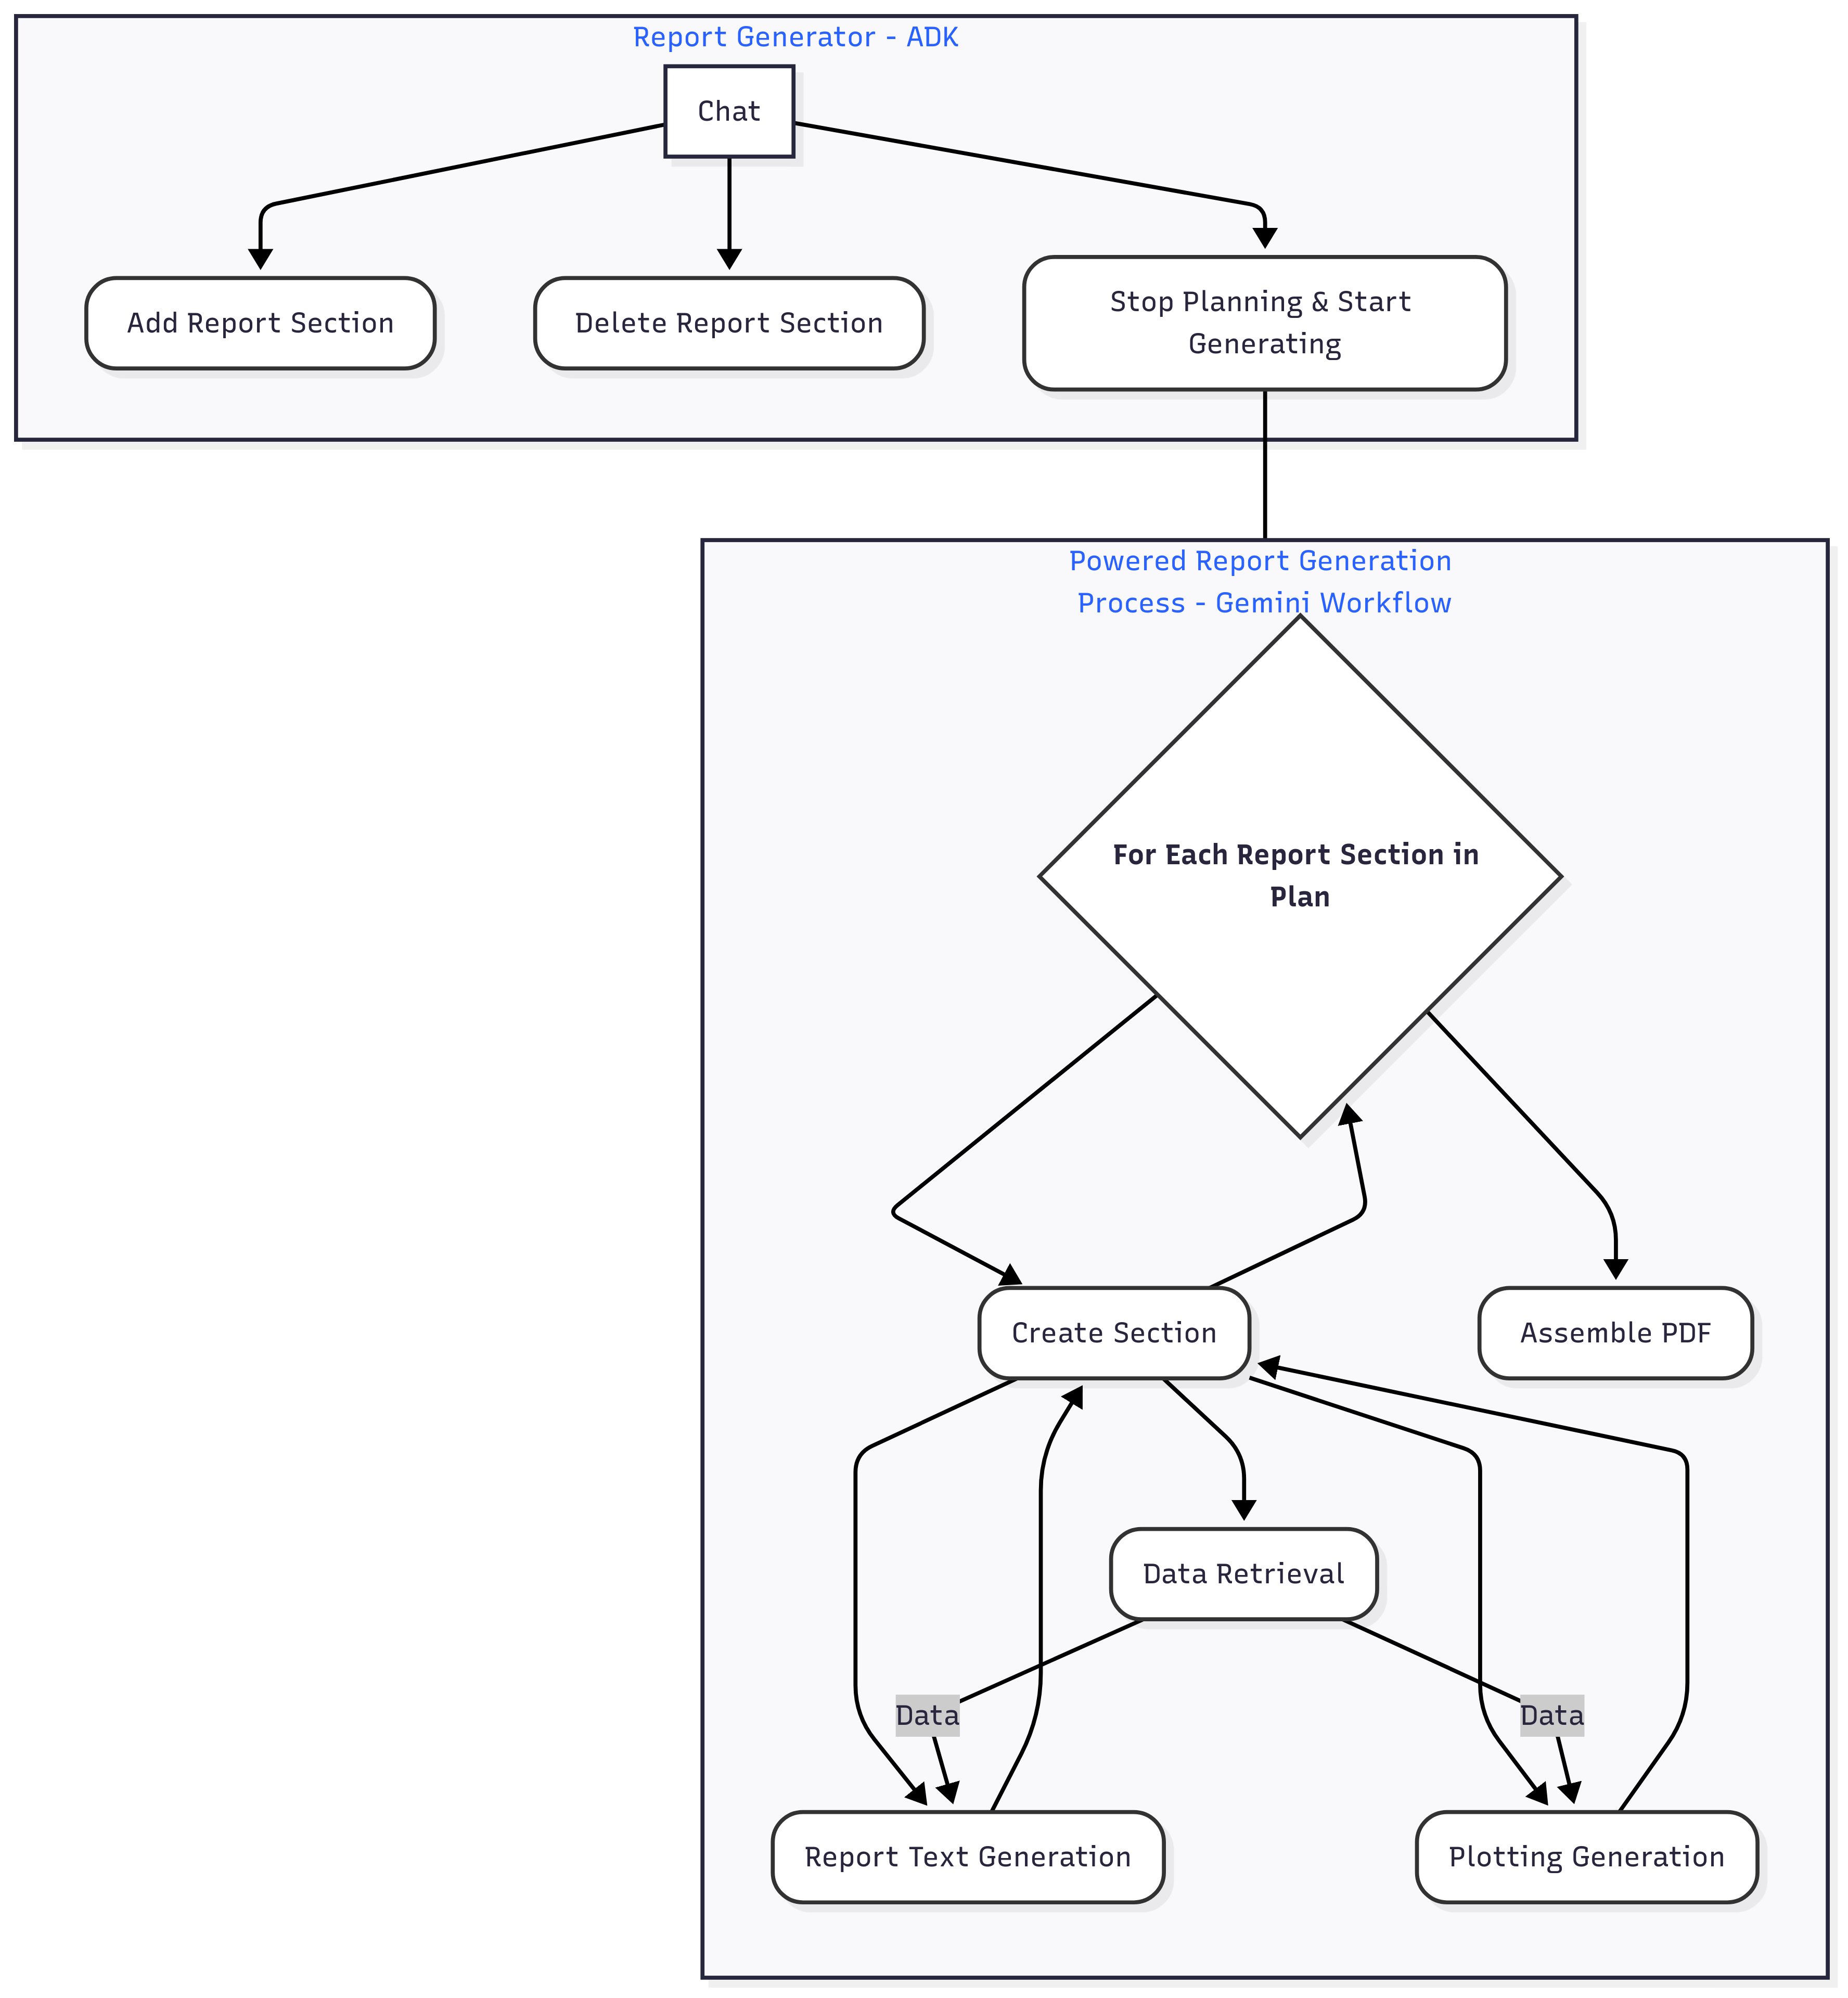 Report Generator - ADK
Chat
Add Report Section
Delete Report Section
Stop Planning & Start
Generating
Powered Report Generation
Process - Gemini Workflow
For Each Report Section in
Plan
Create Section
Assemble PDF
Data Retrieval
Data
Data
Report Text Generation
Plotting Generation